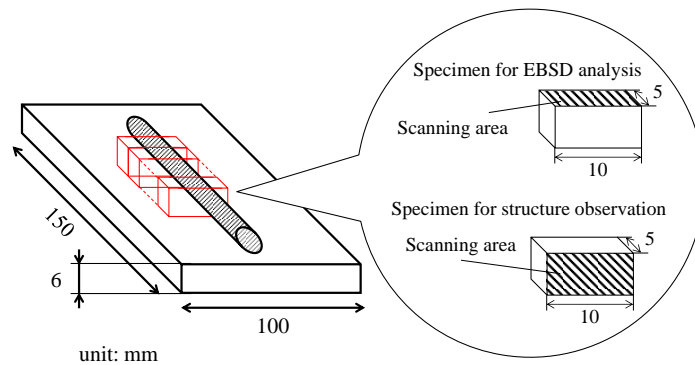 Specimen for EBSD analysis
5
Scanning area
10
Specimen for structure observation
Scanning area
5
10
150
6
100
unit: mm